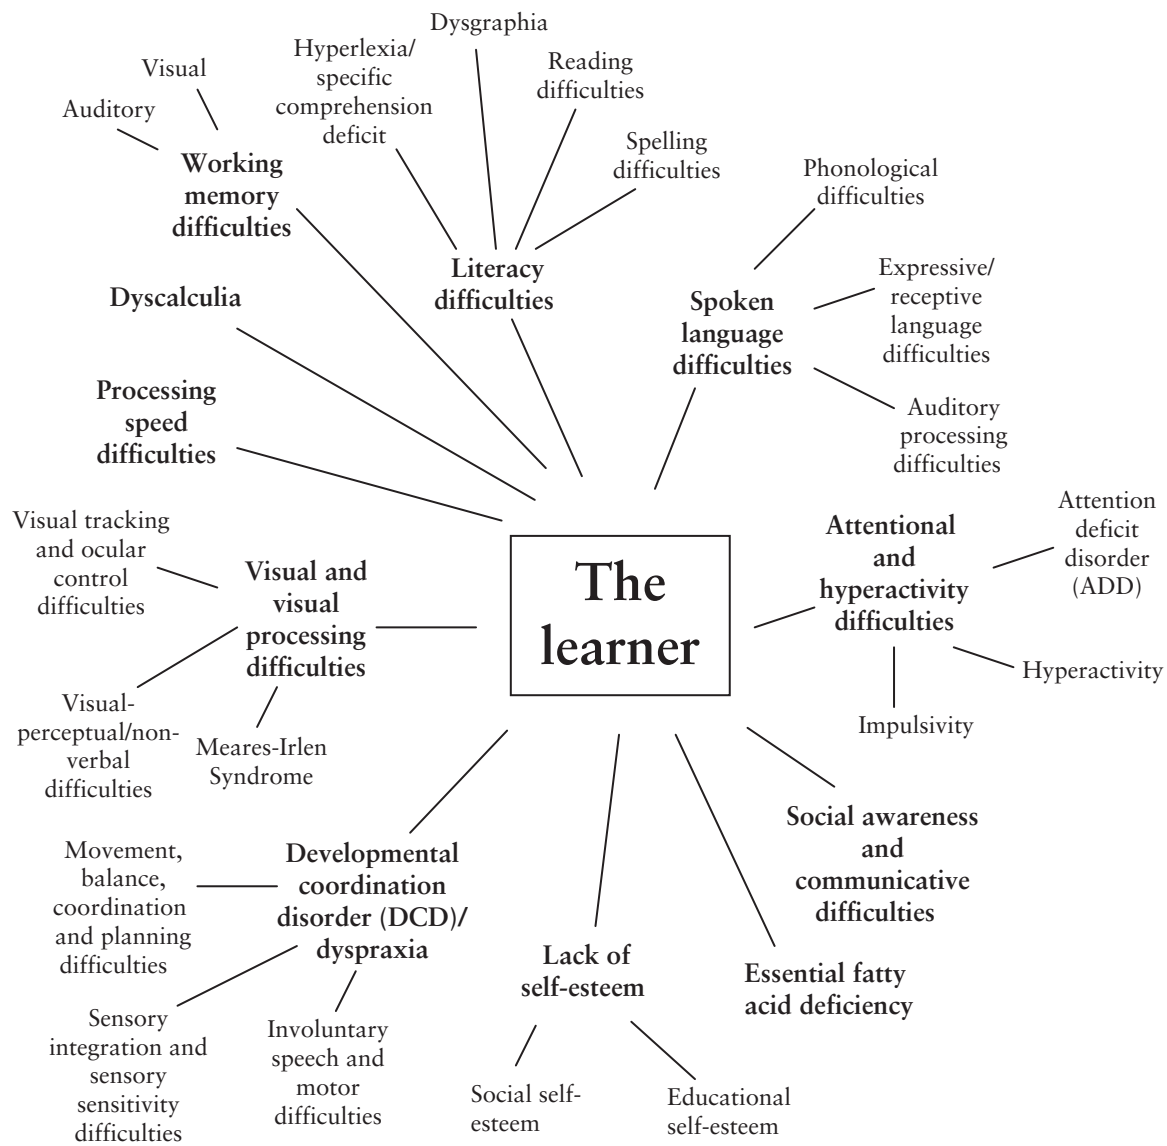 Dysgraphia
Hyperlexia/
specific
comprehension
deficit
Reading
difficulties
Spelling
difficulties
Visual
Auditory
Working
memory
difficulties
Literacy
difficulties
Phonological
difficulties
Expressive/
receptive
language
difficulties
Spoken
language
difficulties
Auditory
processing
difficulties
Dyscalculia
Processing
speed
difficulties
Visual tracking
and ocular
control
difficulties
Visual and
visual
processing
difficulties
The
learner
Attentional
and
hyperactivity
difficulties
Attention
deficit
disorder
(ADD)
Hyperactivity
Impulsivity
Visual-
perceptual/non-
verbal
difficulties
Meares-Irlen
Syndrome
Movement,
balance,
coordination
and planning
difficulties
Developmental
coordination
disorder (DCD)/
dyspraxia
Sensory
integration and
sensory
sensitivity
difficulties
Involuntary
speech and
motor
difficulties
Lack of
self-esteem
Social self-
esteem
Educational
self-esteem
Essential fatty
acid deficiency
Social awareness
and
communicative
difficulties